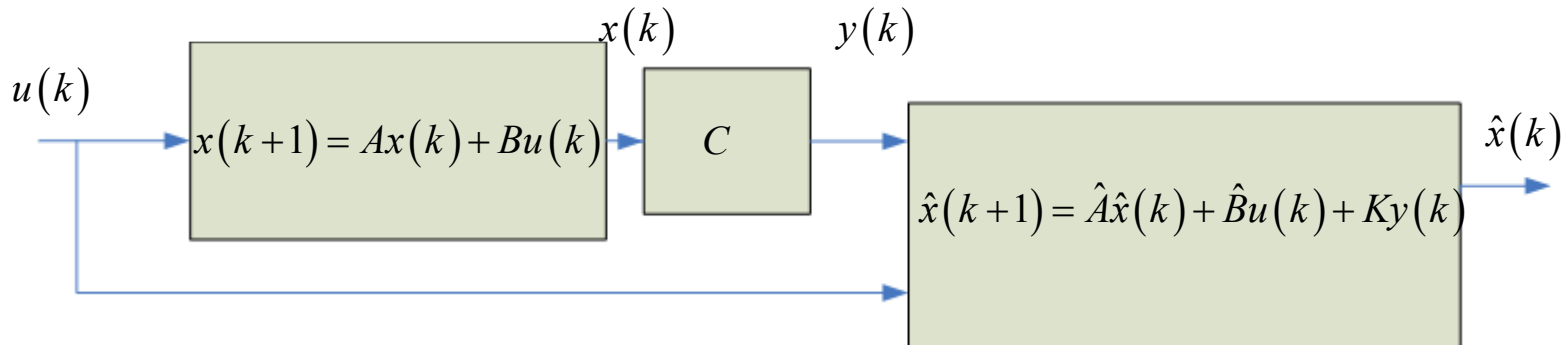 x(k)
y(k)
u(k)
x(k+1) = Ax(k) + Bu(k)
C
x̂(k)
x̂(k+1) = Âx̂(k) + B̂u(k) + Ky(k)